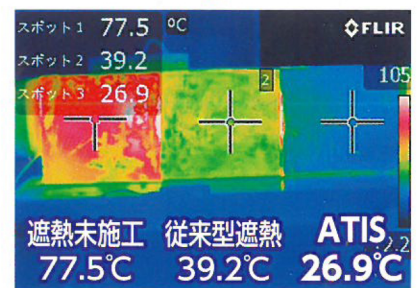 スポット1 77.5 °C
FLIR
スポット2 39.2
スポット3 26.9
2
105
遮熱未施工 従来型遮熱 ATIS
77.5℃ 39.2℃ 26.9℃